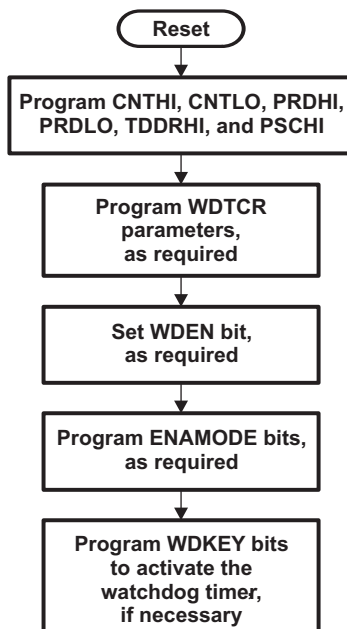 Reset
Program CNTHI, CNTLO, PRDHI,
PRDLO, TDDRHI, and PSCHI
Program WDTCR
parameters,
as required
Set WDEN bit,
as required
Program ENAMODE bits,
as required
Program WDKEY bits
to activate the
watchdog timer,
if necessary